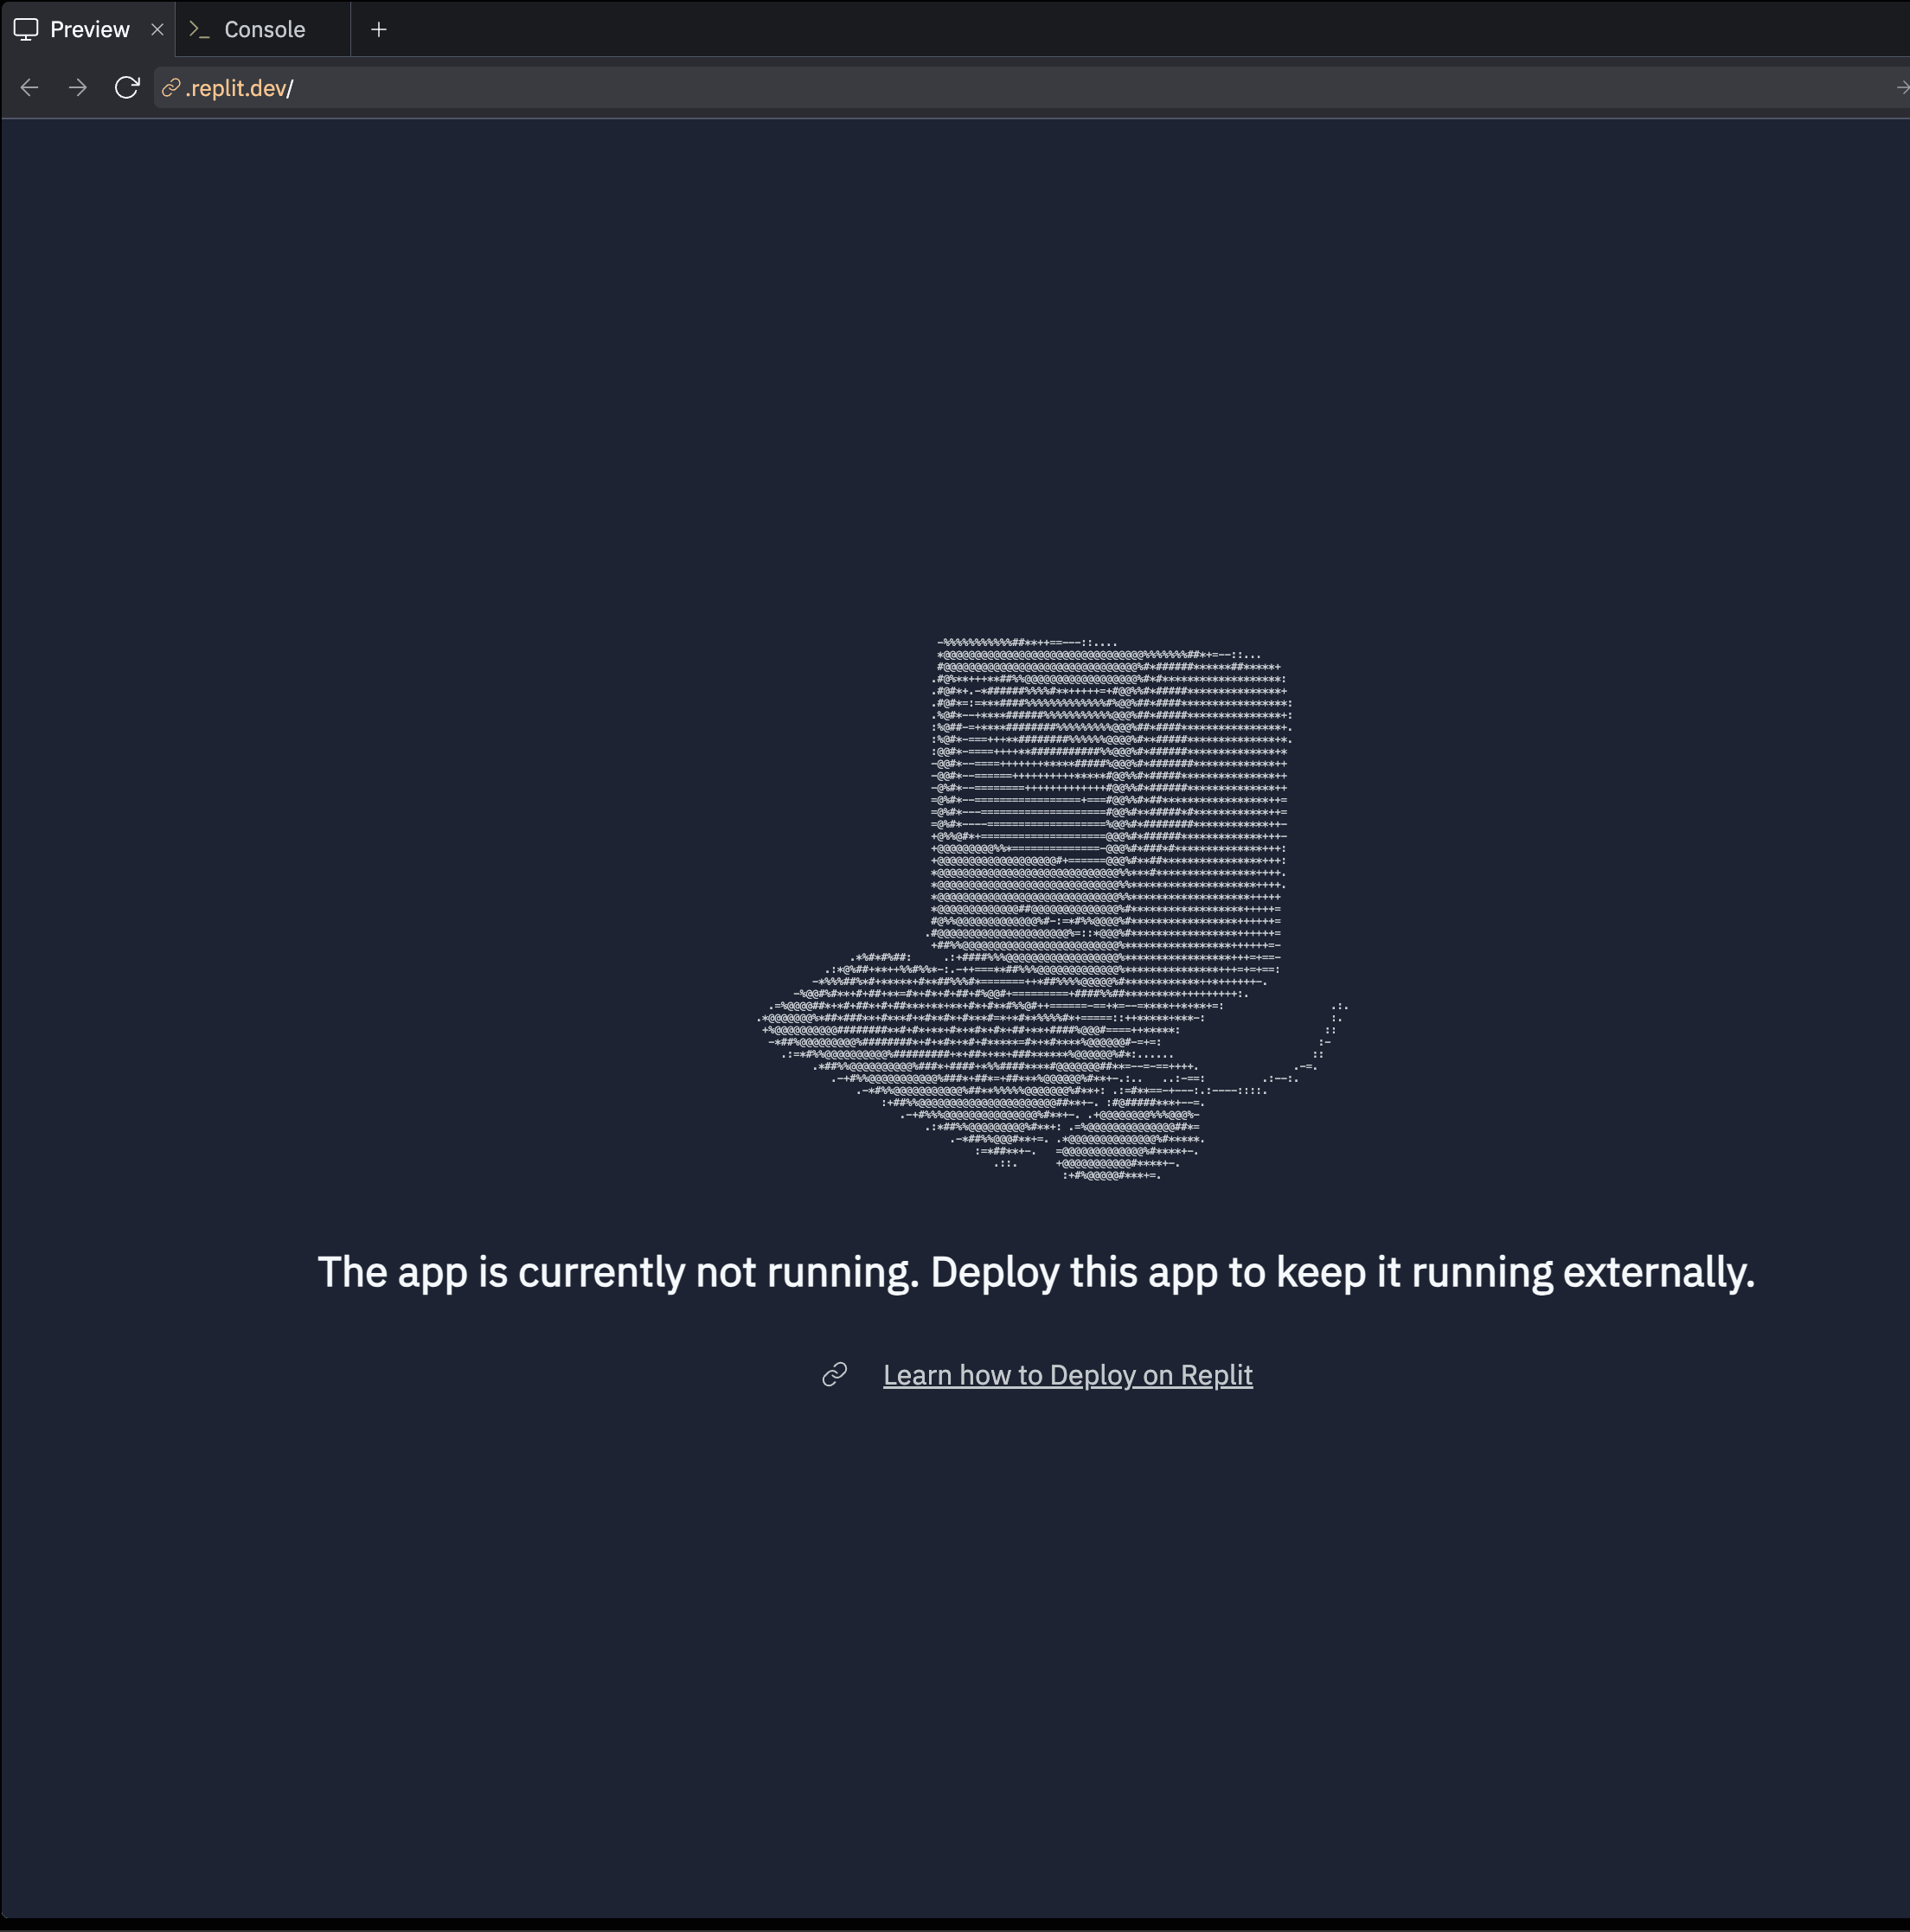 Preview
Console
.replit.dev/
The app is currently not running. Deploy this app to keep it running externally.
Learn how to Deploy on Replit